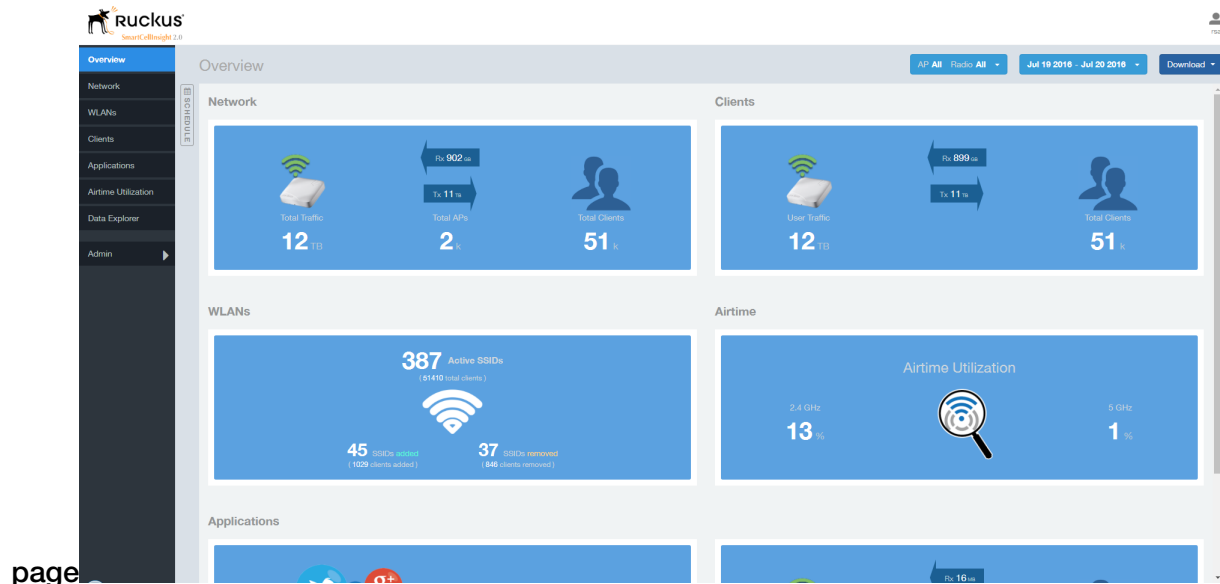 Ruckus
SmartCellInsight 2.0
Overview
Network
WLANs
Clients
Applications
Airtime Utilization
Data Explorer
Admin
SCHEDULE
Overview
AP All Radio All
Jul 19 2016 - Jul 20 2016
Download
Network
Rx 902 GB
Tx 11 TB
Total Traffic
12 TB
Total APs
2 k
Total Clients
51 k
Clients
Rx 899 GB
Tx 11 TB
User Traffic
12 TB
Total Clients
51 k
WLANs
387 Active SSIDs
( 51410 total clients )
45 SSIDs added
( 1029 clients added )
37 SSIDs removed
( 846 clients removed )
Airtime
Airtime Utilization
2.4 GHz
13 %
5 GHz
1 %
Applications
g+
Rx 16 MB
page